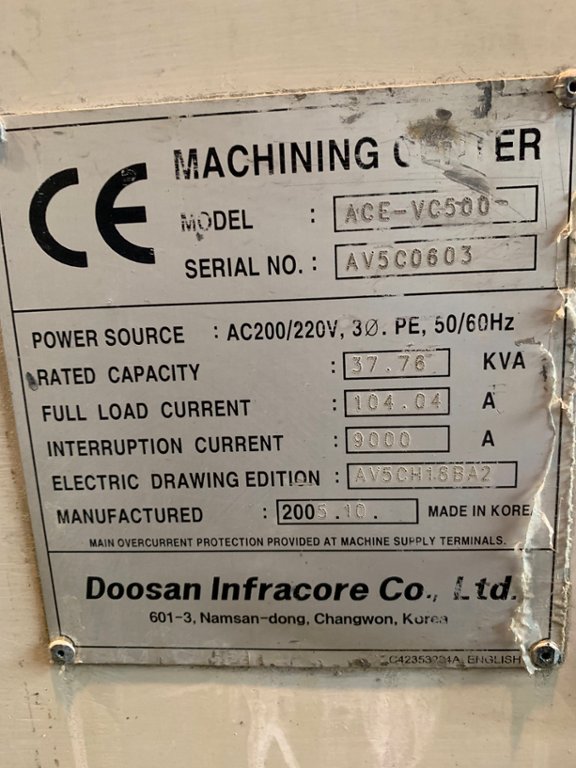 CE
MACHINING
MODEL : ACE-VC500
SERIAL NO. : AV5C0603
POWER SOURCE : AC200/220V, 3Ø. PE, 50/60Hz
RATED CAPACITY : 37.76 KVA
FULL LOAD CURRENT : 104.04 A
INTERRUPTION CURRENT : 9000 A
ELECTRIC DRAWING EDITION : AV5CH18BA2
MANUFACTURED : 2005.10. MADE IN KOREA
MAIN OVERCURRENT PROTECTION PROVIDED AT MACHINE SUPPLY TERMINALS.
Doosan Infracore Co., Ltd.
601-3, Namsan-dong, Changwon, Korea
ENGLISH